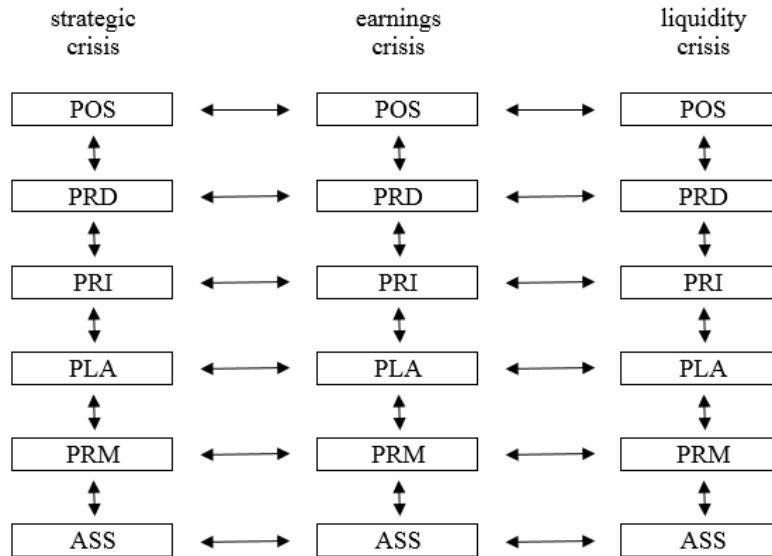 strategic earnings liquidity
crisis crisis crisis
POS POS POS
PRD PRD PRD
PRI PRI PRI
PLA PLA PLA
PRM PRM PRM
ASS ASS ASS